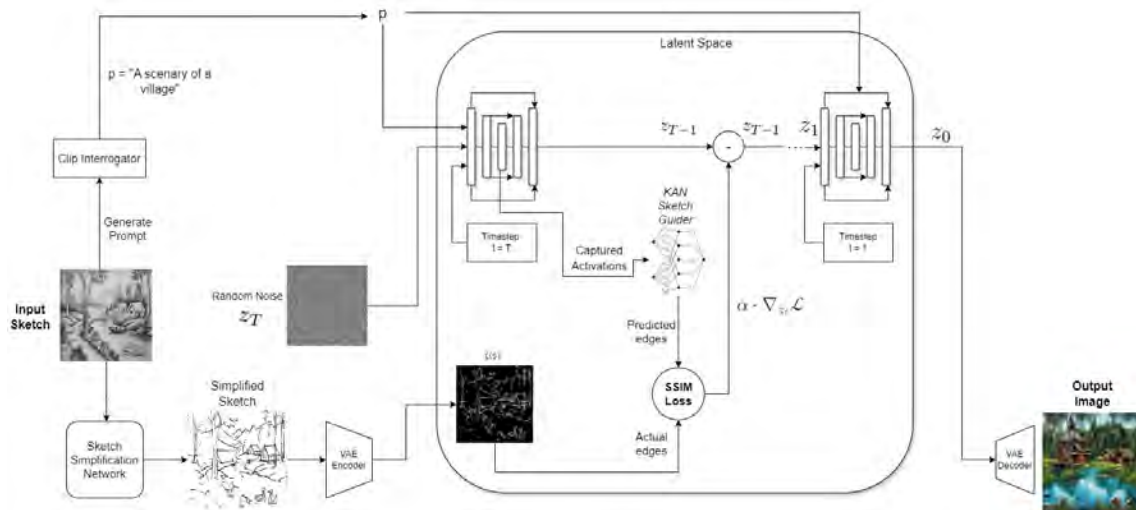 p
Latent Space
p = "A scenary of a
village"
Clip Interrogator
Generate
Prompt
Input
Sketch
Random Noise
z_T
Sketch
Simplification
Network
Simplified
Sketch
VAE
Encoder
Timestep
t = T
Captured
Activations
KAN
Sketch
Guider
Predicted
edges
SSIM
Loss
Actual
edges
z_{T-1}
-
z_{T-1}
z_1
z_0
α · ∇
Timestep
VAE
Decoder
Output
Image